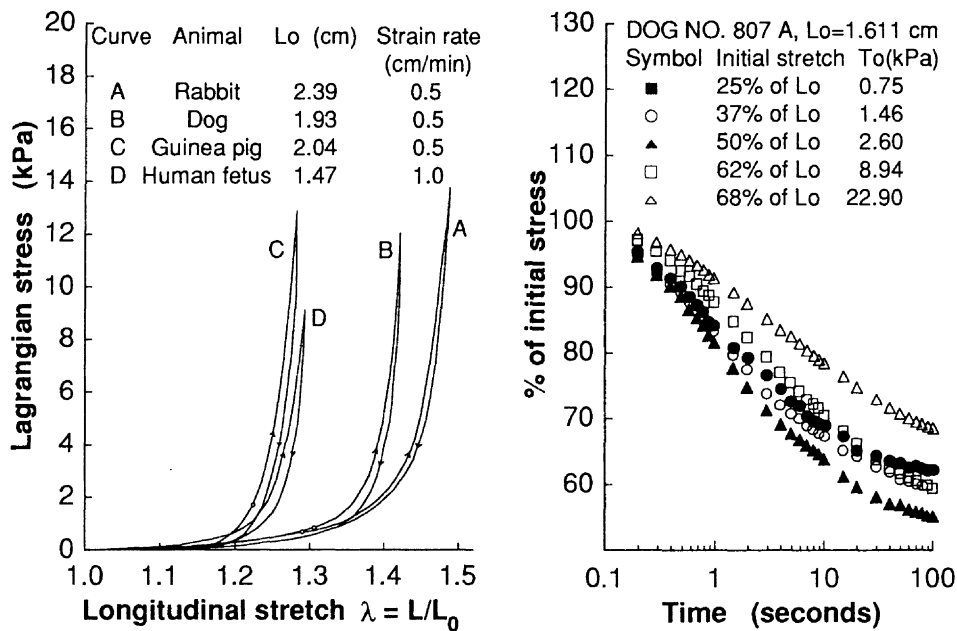 Curve Animal Lo (cm) Strain rate
(cm/min)
A Rabbit 2.39 0.5
B Dog 1.93 0.5
C Guinea pig 2.04 0.5
D Human fetus 1.47 1.0
20
18
16
14
12
10
8
6
4
2
0
Lagrangian stress (kPa)
C
B
A
D
1.0 1.2 1.3 1.4 1.5
Longitudinal stretch λ = L/L0
DOG NO. 807 A, Lo=1.611 cm
Symbol Initial stretch To(kPa)
■ 25% of Lo 0.75
○ 37% of Lo 1.46
▲ 50% of Lo 2.60
□ 62% of Lo 8.94
△ 68% of Lo 22.90
130
120
110
100
90
80
70
60
% of initial stress
0.1 1 10 100
Time (seconds)